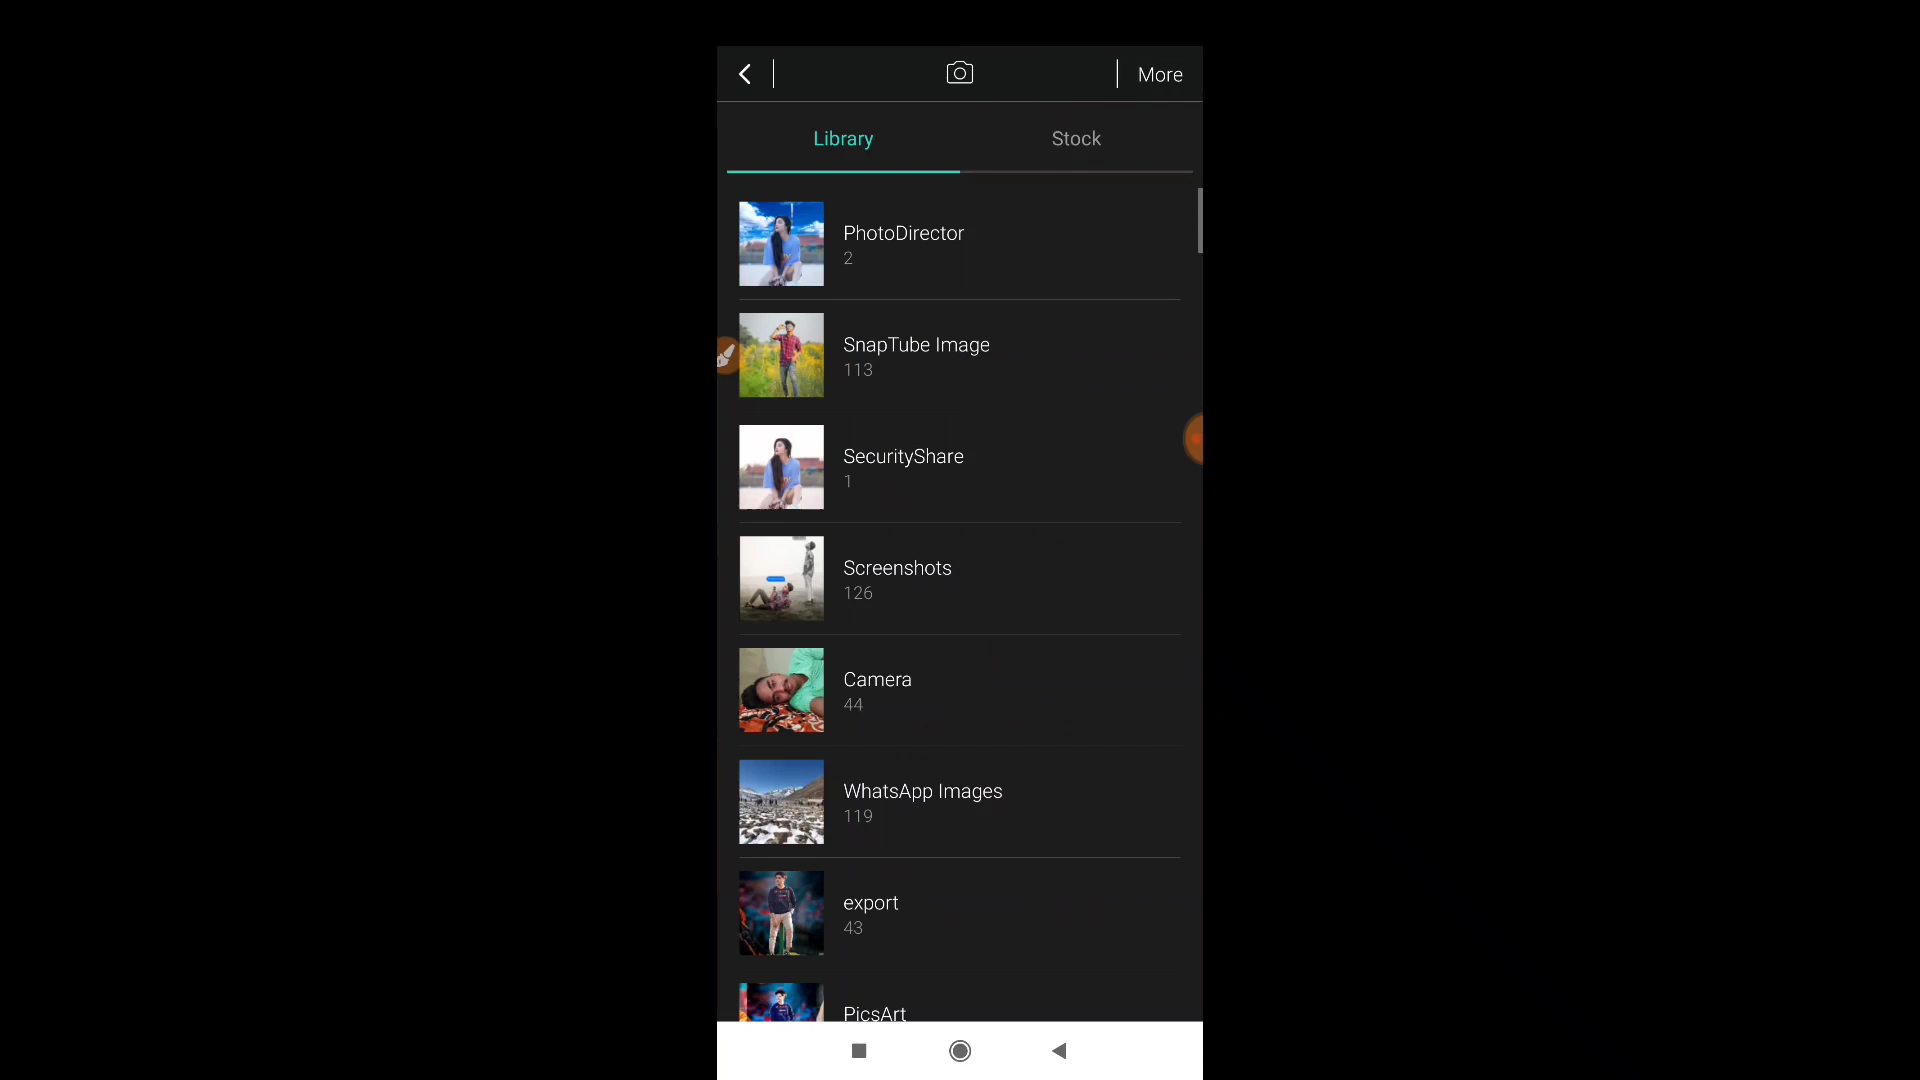 More
Library
Stock
PhotoDirector
2
SnapTube Image
113
SecurityShare
1
Screenshots
126
Camera
44
WhatsApp Images
119
export
43
PicsArt